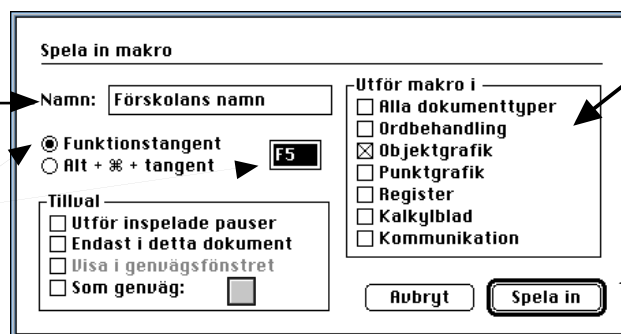 Spela in makro
Namn: Förskolans namn
Funktionstangent
Alt + ⌘ + tangent
F5
Tillval
Utför inspelade pauser
Endast i detta dokument
Visa i genvägsfönstret
Som genväg:
Utför makro i
Alla dokumenttyper
Ordbehandling
Objektgrafik
Punktgrafik
Register
Kalkylblad
Kommunikation
Avbryt
Spela in